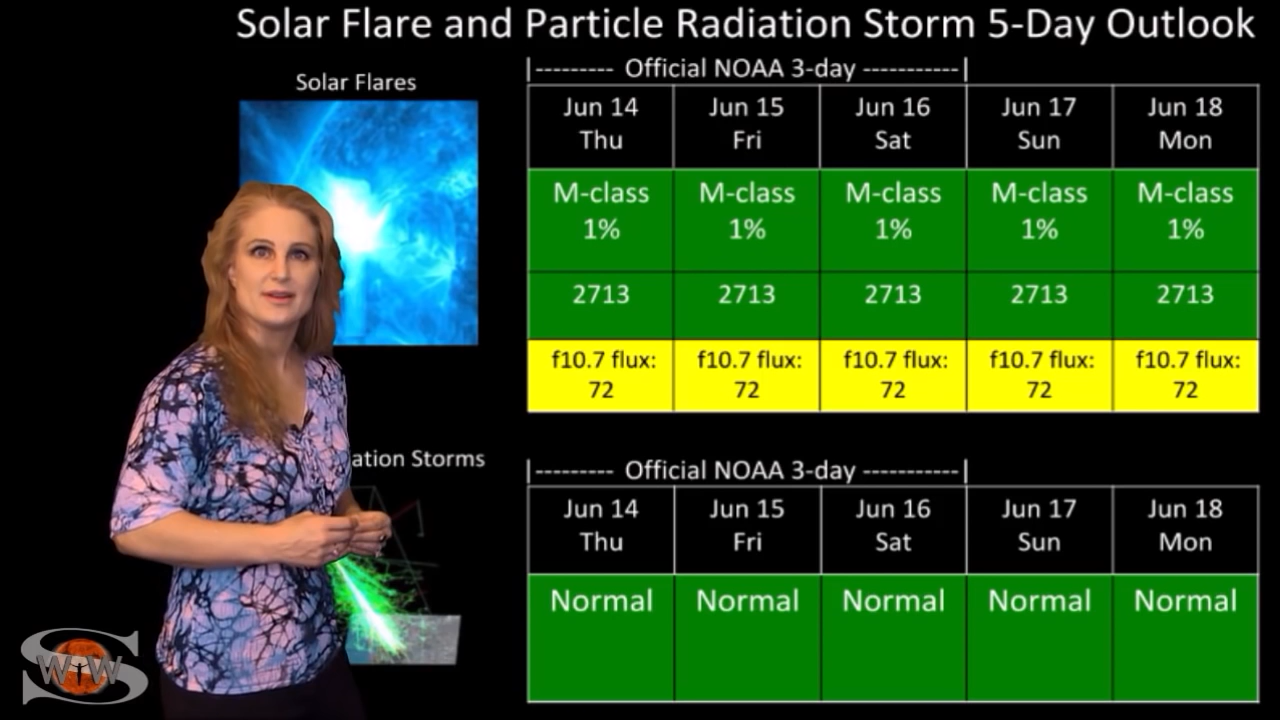 Solar Flare and Particle Radiation Storm 5-Day Outlook
Solar Flares
|--------- Official NOAA 3-day -----------|
Jun 14 Jun 15 Jun 16 Jun 17 Jun 18
Thu Fri Sat Sun Mon
M-class M-class M-class M-class M-class
1% 1% 1% 1% 1%
2713 2713 2713 2713 2713
f10.7 flux: f10.7 flux: f10.7 flux: f10.7 flux: f10.7 flux:
72 72 72 72 72
ation Storms
|--------- Official NOAA 3-day -----------|
Jun 14 Jun 15 Jun 16 Jun 17 Jun 18
Thu Fri Sat Sun Mon
Normal Normal Normal Normal Normal
S
WTW